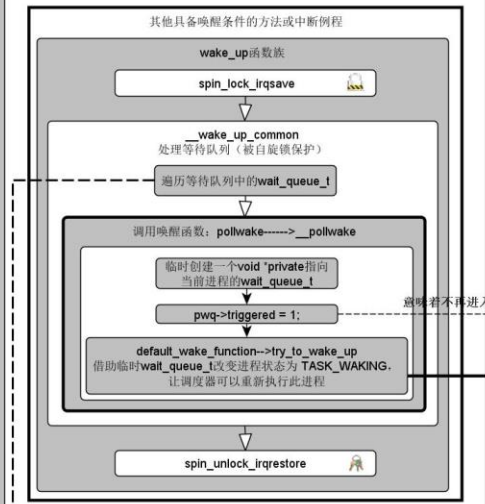 其他具备唤醒条件的方法或中断例程
wake_up函数族
spin_lock_irqsave
__wake_up_common
处理等待队列（被自旋锁保护）
遍历等待队列中的wait_queue_t
调用唤醒函数：pollwake------>__pollwake
临时创建一个void *private指向
当前进程的wait_queue_t
pwq->triggered = 1;
意味着不再进入
default_wake_function-->try_to_wake_up
借助临时wait_queue_t改变进程状态为 TASK_WAKING，
让调度器可以重新执行此进程
spin_unlock_irqrestore